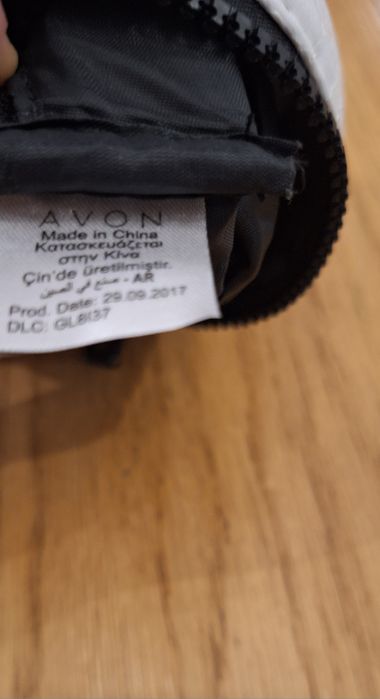 AVON
Made in China
Κατασκευάζεται
στην Κίνα
Çin'de üretilmiştir.
صنع في الصين - AR
Prod. Date: 29.09.2017
DLC: GL8I37